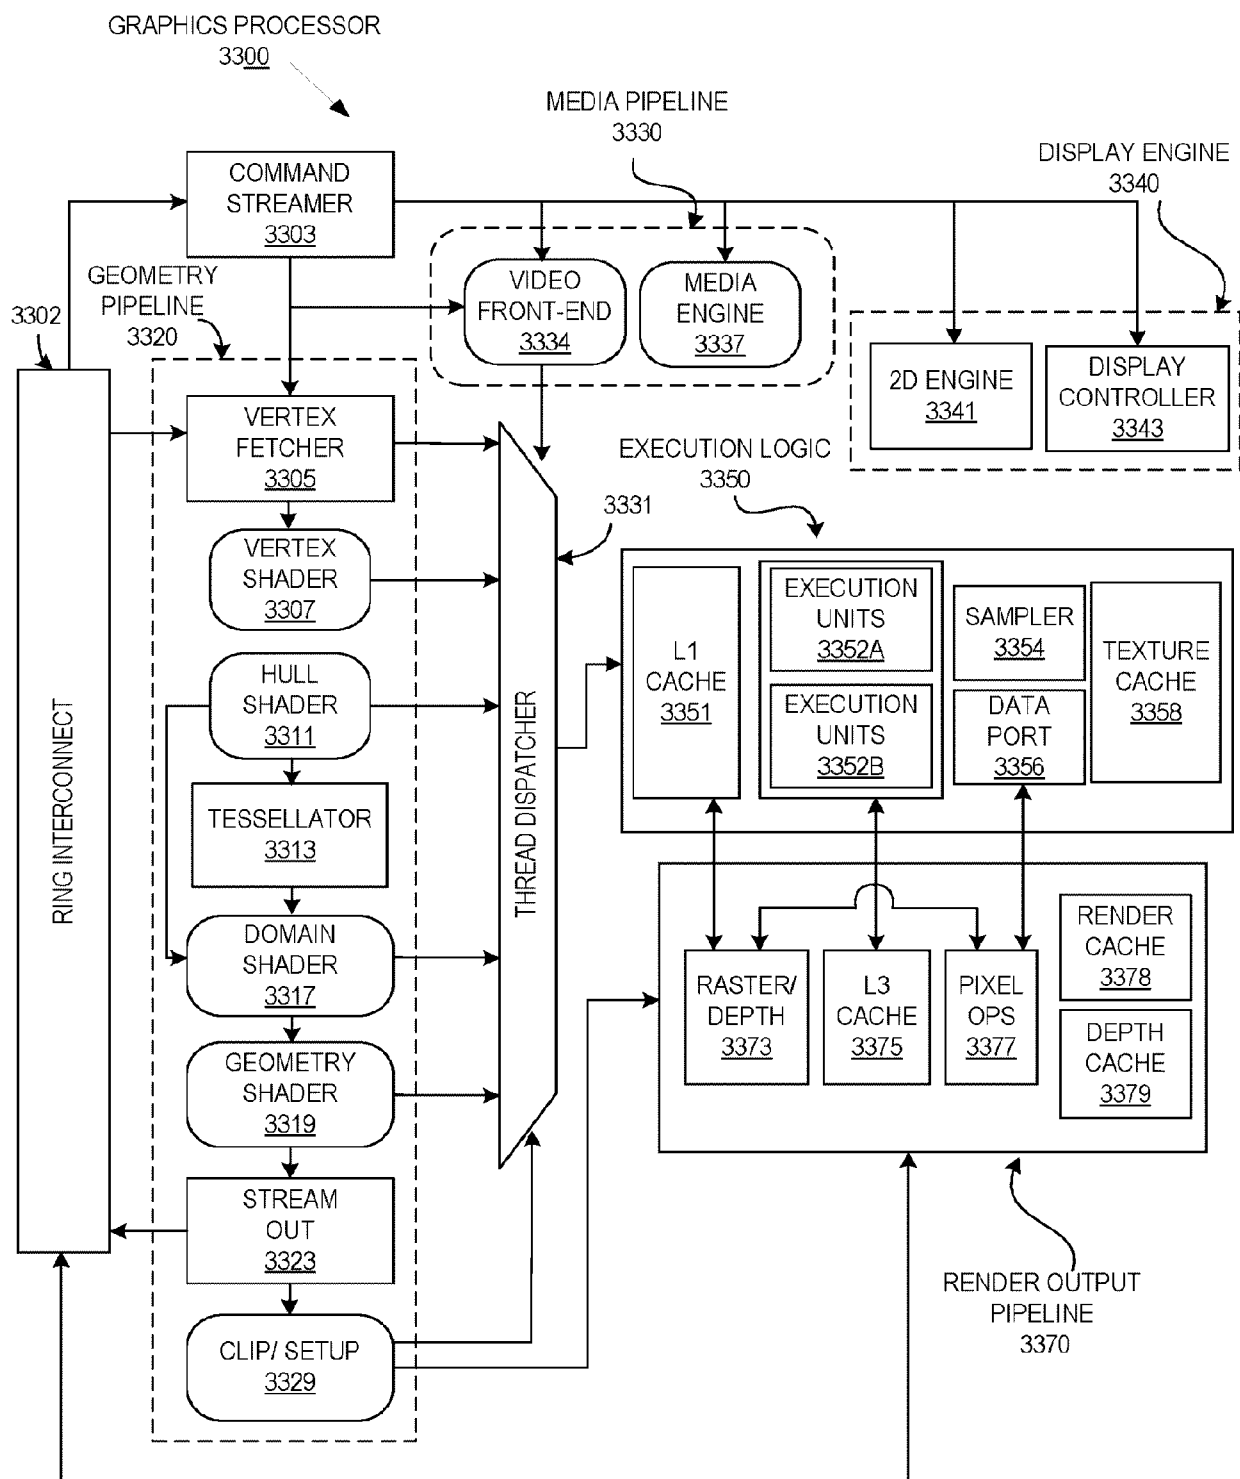 GRAPHICS PROCESSOR
3300
MEDIA PIPELINE
3330
DISPLAY ENGINE
3340
COMMAND
STREAMER
3303
GEOMETRY
PIPELINE
3320
VIDEO
FRONT-END
3334
MEDIA
ENGINE
3337
3302
2D ENGINE
3341
DISPLAY
CONTROLLER
3343
VERTEX
FETCHER
3305
EXECUTION LOGIC
3350
3331
VERTEX
SHADER
3307
HULL
SHADER
3311
TESSELLATOR
3313
DOMAIN
SHADER
3317
GEOMETRY
SHADER
3319
STREAM
OUT
3323
CLIP/ SETUP
3329
RING INTERCONNECT
THREAD DISPATCHER
L1
CACHE
3351
EXECUTION
UNITS
3352A
EXECUTION
UNITS
3352B
SAMPLER
3354
DATA
PORT
3356
TEXTURE
CACHE
3358
RASTER/
DEPTH
3373
L3
CACHE
3375
PIXEL
OPS
3377
RENDER
CACHE
3378
DEPTH
CACHE
3379
RENDER OUTPUT
PIPELINE
3370